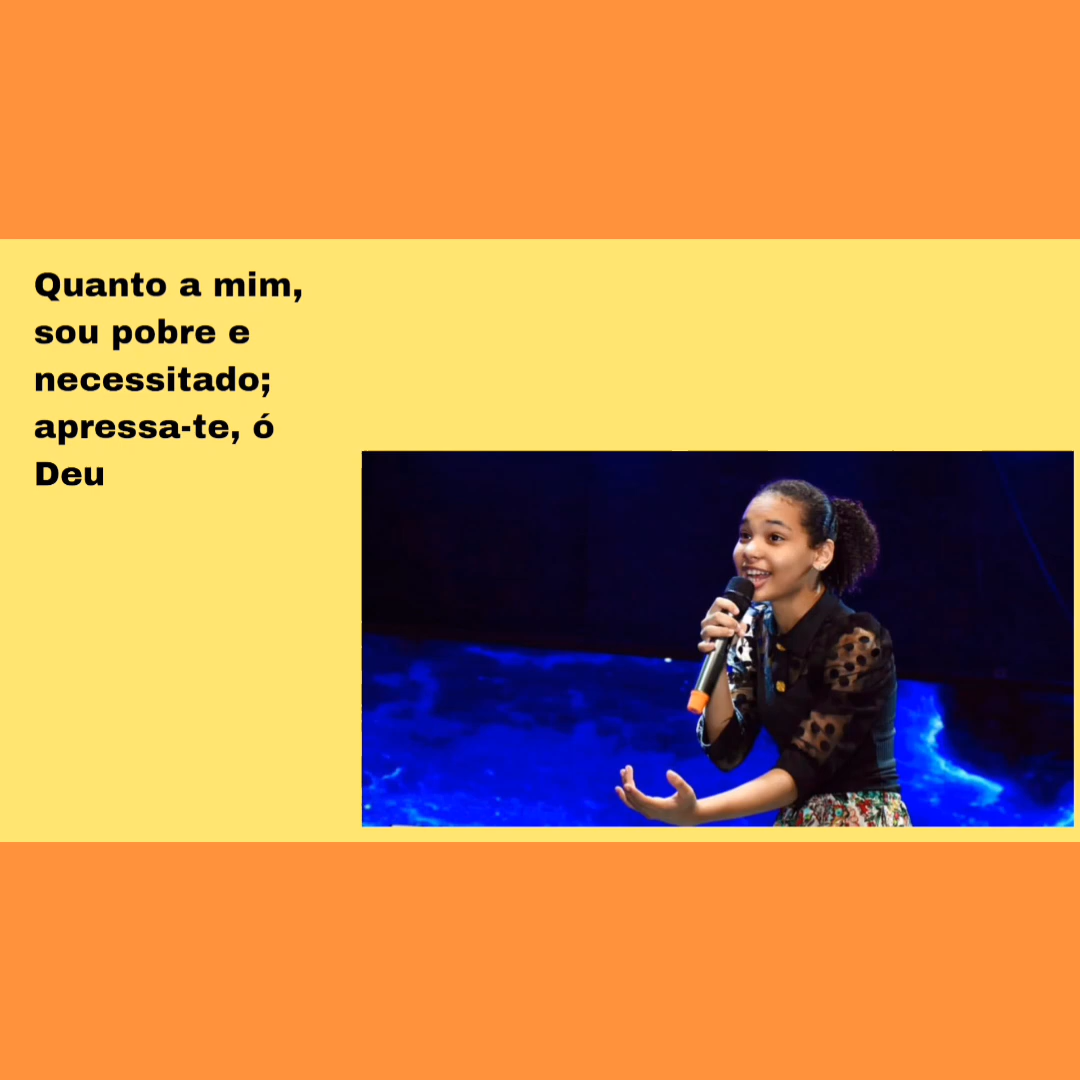 Quanto a mim,
sou pobre e
necessitado;
apressa-te, ó
Deu